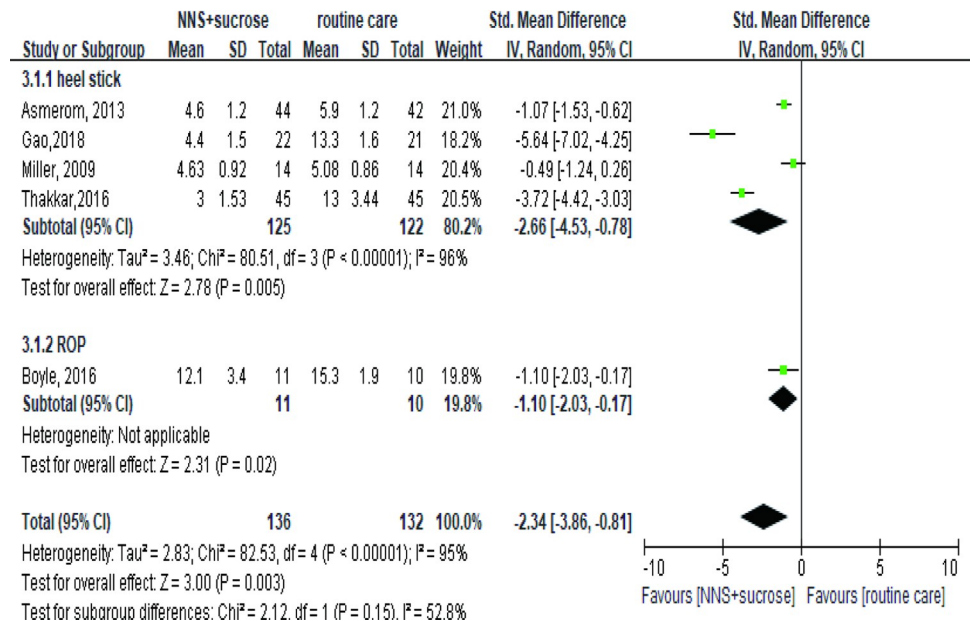 NNS+sucrose routine care Std. Mean Difference Std. Mean Difference
Study or Subgroup Mean SD Total Mean SD Total Weight IV, Random, 95% CI IV, Random, 95% CI
3.1.1 heel stick
Asmerom, 2013 4.6 1.2 44 5.9 1.2 42 21.0% -1.07 [-1.53, -0.62]
Gao,2018 4.4 1.5 22 13.3 1.6 21 18.2% -5.64 [-7.02, -4.25]
Miller, 2009 4.63 0.92 14 5.08 0.86 14 20.4% -0.49 [-1.24, 0.26]
Thakkar,2016 3 1.53 45 13 3.44 45 20.5% -3.72 [-4.42, -3.03]
Subtotal (95% CI) 125 122 80.2% -2.66 [-4.53, -0.78]
Heterogeneity: Tau² = 3.46; Chi² = 80.51, df = 3 (P < 0.00001); I² = 96%
Test for overall effect: Z = 2.78 (P = 0.005)
3.1.2 ROP
Boyle, 2016 12.1 3.4 11 15.3 1.9 10 19.8% -1.10 [-2.03, -0.17]
Subtotal (95% CI) 11 10 19.8% -1.10 [-2.03, -0.17]
Heterogeneity: Not applicable
Test for overall effect: Z = 2.31 (P = 0.02)
Total (95% CI) 136 132 100.0% -2.34 [-3.86, -0.81]
Heterogeneity: Tau² = 2.83; Chi² = 82.53, df = 4 (P < 0.00001); I² = 95%
Test for overall effect: Z = 3.00 (P = 0.003)
Test for subgroup differences: Chi² = 2.12, df = 1 (P = 0.15), I² = 52.8%
-10 -5 0 5 10
Favours [NNS+sucrose] Favours [routine care]